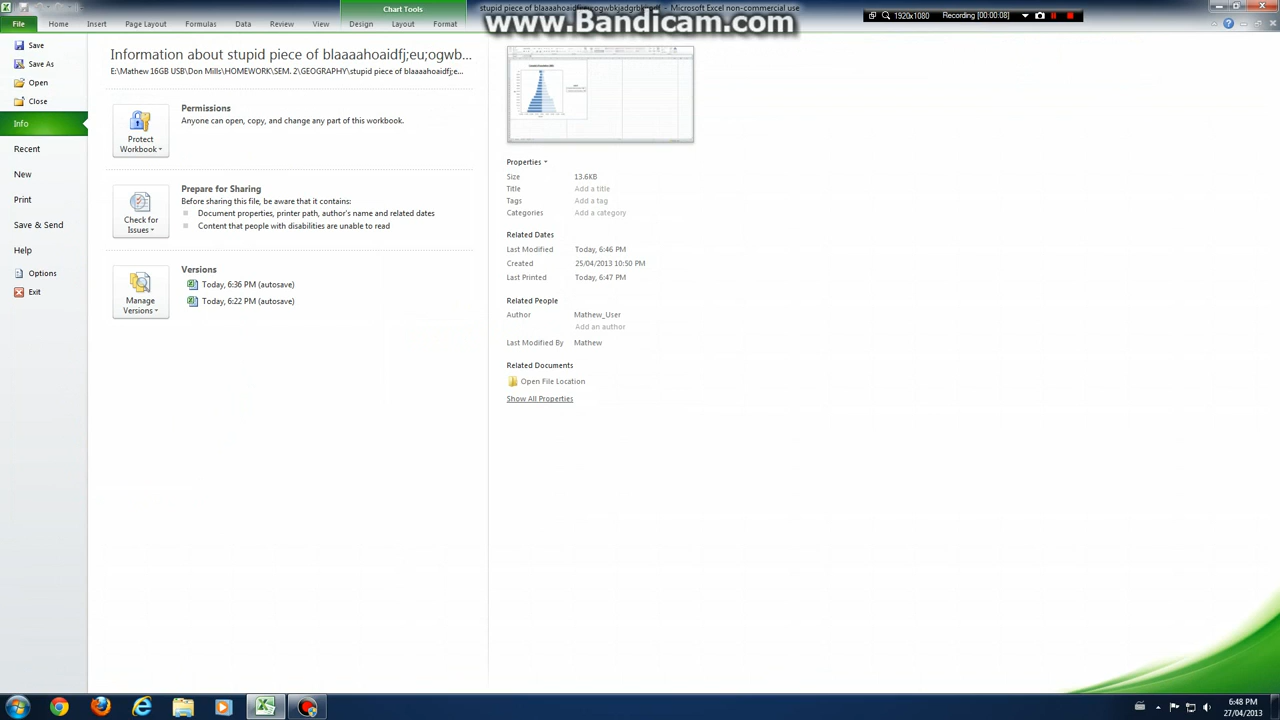 stupid piece of - Microsoft Excel non-commercial use
www.Bandicam.com
1920x1080 Recording [00:00:08]
Chart Tools
File Home Insert Page Layout Formulas Data Review View Design Layout Format
Save
Save As
Open
Close
Info
Recent
New
Print
Save & Send
Help
Options
Exit
Information about stupid piece of blaaaahoaidfj;eu;ogwb...
E:\Mathew 16GB USB\Don Mills\HOMEWORK\SEM. 2\GEOGRAPHY\stupid piece of blaaaahoaidfj;e...
Protect Workbook
Permissions
Anyone can open, copy, and change any part of this workbook.
Check for Issues
Prepare for Sharing
Before sharing this file, be aware that it contains:
Document properties, printer path, author's name and related dates
Content that people with disabilities are unable to read
Manage Versions
Versions
Today, 6:36 PM (autosave)
Today, 6:22 PM (autosave)
Properties
Size 13.6KB
Title Add a title
Tags Add a tag
Categories Add a category
Related Dates
Last Modified Today, 6:46 PM
Created 25/04/2013 10:50 PM
Last Printed Today, 6:47 PM
Related People
Author Mathew_User
Add an author
Last Modified By Mathew
Related Documents
Open File Location
Show All Properties
6:48 PM
27/04/2013